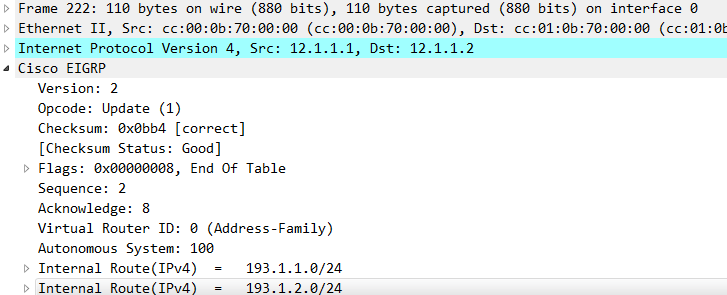 Frame 222: 110 bytes on wire (880 bits), 110 bytes captured (880 bits) on interface 0
Ethernet II, Src: cc:00:0b:70:00:00 (cc:00:0b:70:00:00), Dst: cc:01:0b:70:00:00 (cc:01:0b
Internet Protocol Version 4, Src: 12.1.1.1, Dst: 12.1.1.2
Cisco EIGRP
Version: 2
Opcode: Update (1)
Checksum: 0x0bb4 [correct]
[Checksum Status: Good]
Flags: 0x00000008, End Of Table
Sequence: 2
Acknowledge: 8
Virtual Router ID: 0 (Address-Family)
Autonomous System: 100
Internal Route(IPv4) = 193.1.1.0/24
Internal Route(IPv4) = 193.1.2.0/24